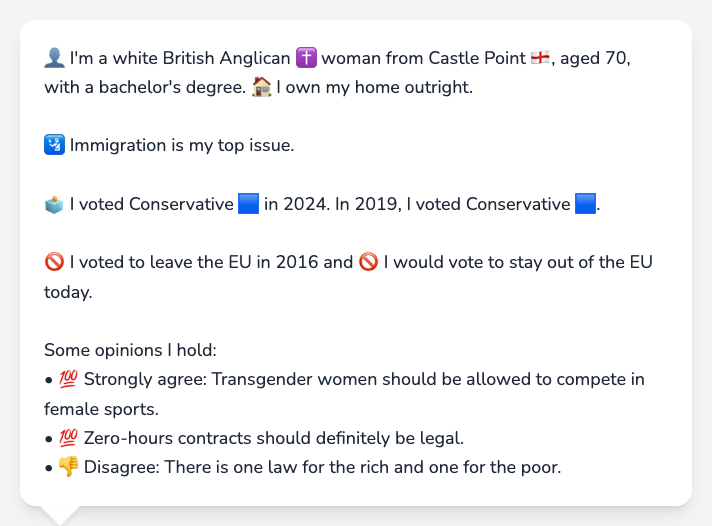 👤 I'm a white British Anglican ✝️ woman from Castle Point 🏴󠁧󠁢󠁥󠁮󠁧󠁿, aged 70,
with a bachelor's degree. 🏠 I own my home outright.
🛂 Immigration is my top issue.
🗳️ I voted Conservative 🟦 in 2024. In 2019, I voted Conservative 🟦.
🚫 I voted to leave the EU in 2016 and 🚫 I would vote to stay out of the EU
today.
Some opinions I hold:
• 💯 Strongly agree: Transgender women should be allowed to compete in
female sports.
• 💯 Zero-hours contracts should definitely be legal.
• 👎 Disagree: There is one law for the rich and one for the poor.